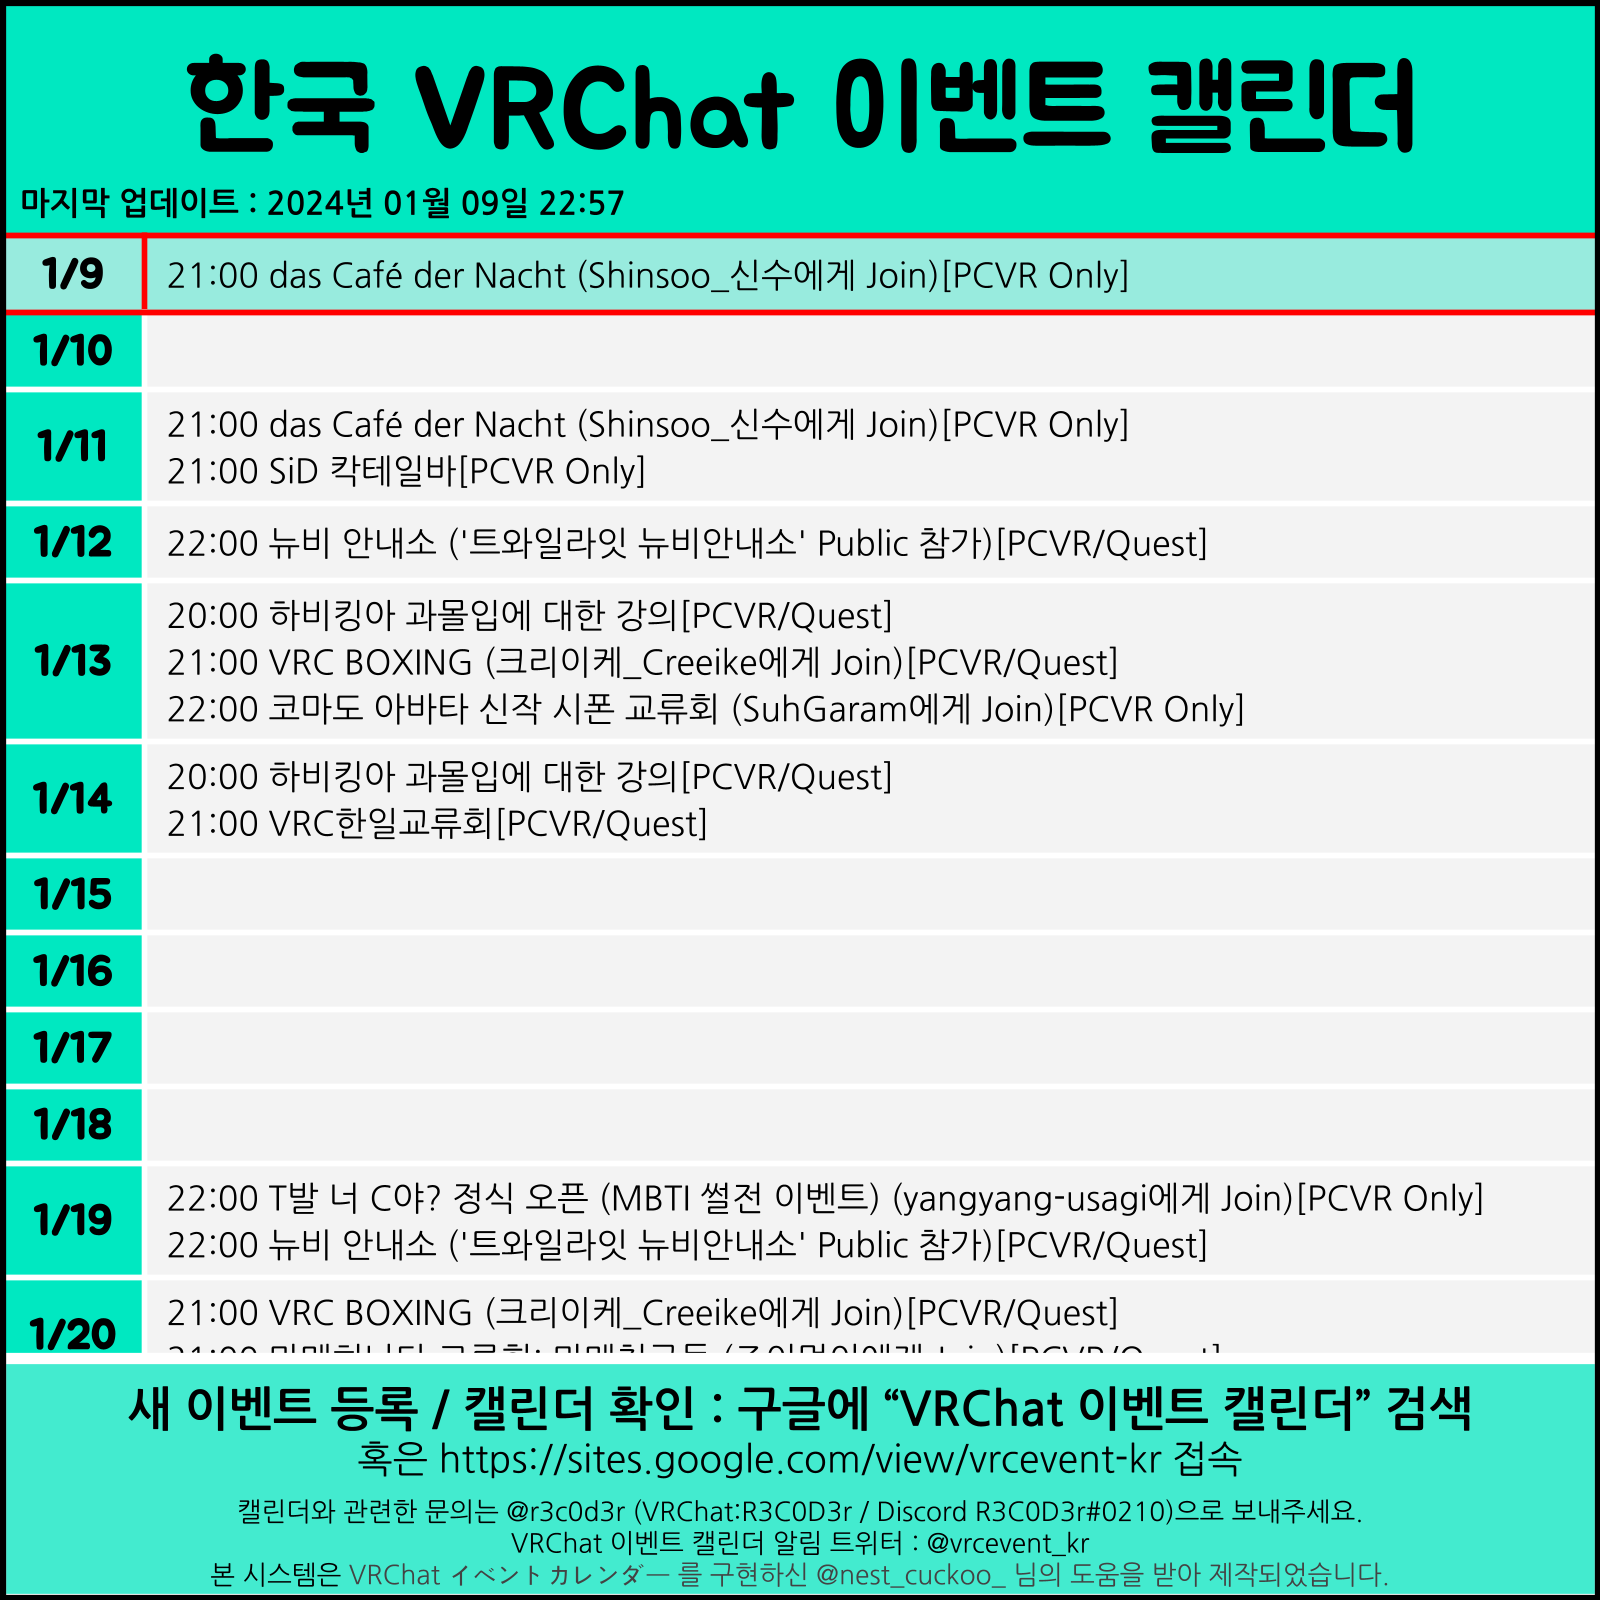 한국 VRChat 이벤트 캘린더
마지막 업데이트 : 2024년 01월 09일 22:57
1/9
21:00 das Café der Nacht (Shinsoo_신수에게 Join)[PCVR Only]
1/10
1/11
21:00 das Café der Nacht (Shinsoo_신수에게 Join)[PCVR Only]
21:00 SiD 칵테일바[PCVR Only]
1/12
22:00 뉴비 안내소 ('트와일라잇 뉴비안내소' Public 참가)[PCVR/Quest]
1/13
20:00 하비킹아 과몰입에 대한 강의[PCVR/Quest]
21:00 VRC BOXING (크리이케_Creeike에게 Join)[PCVR/Quest]
22:00 코마도 아바타 신작 시폰 교류회 (SuhGaram에게 Join)[PCVR Only]
1/14
20:00 하비킹아 과몰입에 대한 강의[PCVR/Quest]
21:00 VRC한일교류회[PCVR/Quest]
1/15
1/16
1/17
1/18
1/19
22:00 T발 너 C야? 정식 오픈 (MBTI 썰전 이벤트) (yangyang-usagi에게 Join)[PCVR Only]
22:00 뉴비 안내소 ('트와일라잇 뉴비안내소' Public 참가)[PCVR/Quest]
1/20
21:00 VRC BOXING (크리이케_Creeike에게 Join)[PCVR/Quest]
새 이벤트 등록 / 캘린더 확인 : 구글에 “VRChat 이벤트 캘린더” 검색
혹은 https://sites.google.com/view/vrcevent-kr 접속
캘린더와 관련한 문의는 @r3c0d3r (VRChat:R3C0D3r / Discord R3C0D3r#0210)으로 보내주세요.
VRChat 이벤트 캘린더 알림 트위터 : @vrcevent_kr
본 시스템은 VRChat イベントカレンダー 를 구현하신 @nest_cuckoo_ 님의 도움을 받아 제작되었습니다.